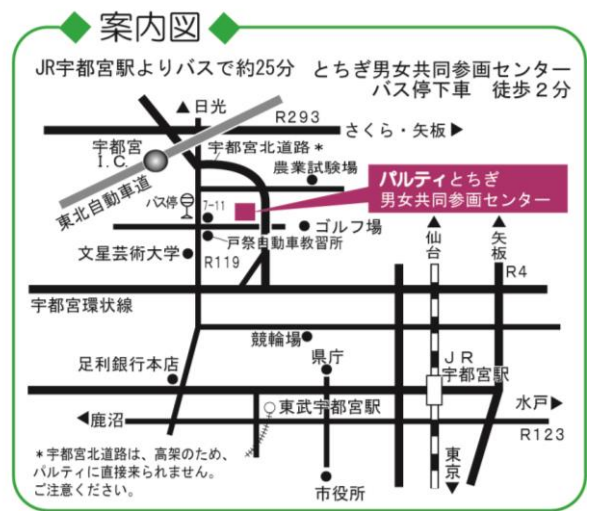 案内図
JR宇都宮駅よりバスで約25分 とちぎ男女共同参画センター
バス停下車 徒歩2分
▲日光
R293
さくら・矢板▶
宇都宮
I.C.
宇都宮北道路*
農業試験場
東北自動車道
パルティとちぎ
男女共同参画センター
バス停
7-11
ゴルフ場
戸祭自動車教習所
文星芸術大学
R119
▲仙台
▲矢板
R4
宇都宮環状線
競輪場
県庁
JR
宇都宮駅
足利銀行本店
東武宇都宮駅
水戸▶
◀鹿沼
R123
東京▼
市役所
*宇都宮北道路は、高架のため、
パルティに直接来られません。
ご注意ください。